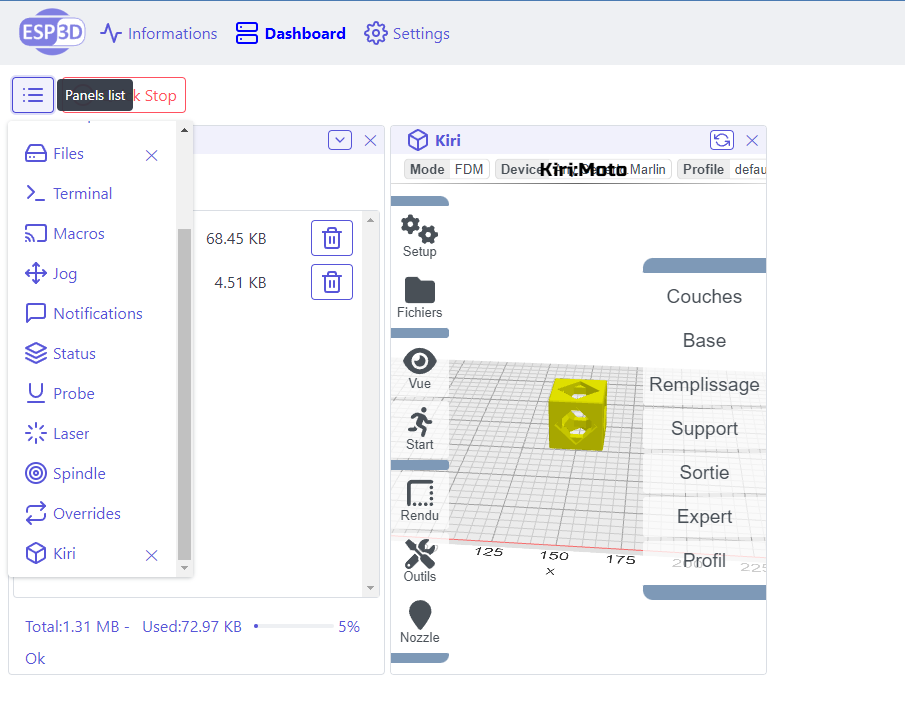 ESP3D Informations Dashboard Settings
Panels list k Stop
Files
Terminal
Macros
Jog
Notifications
Status
Probe
Laser
Spindle
Overrides
Kiri
68.45 KB
4.51 KB
Total:1.31 MB - Used:72.97 KB 5%
Ok
Kiri
Mode FDM Device Kiri:Moto Marlin Profile defau
Setup
Fichiers
Vue
Start
Rendu
Outils
Nozzle
Couches
Base
Remplissage
Support
Sortie
Expert
Profil
125 150 175 200 225
X